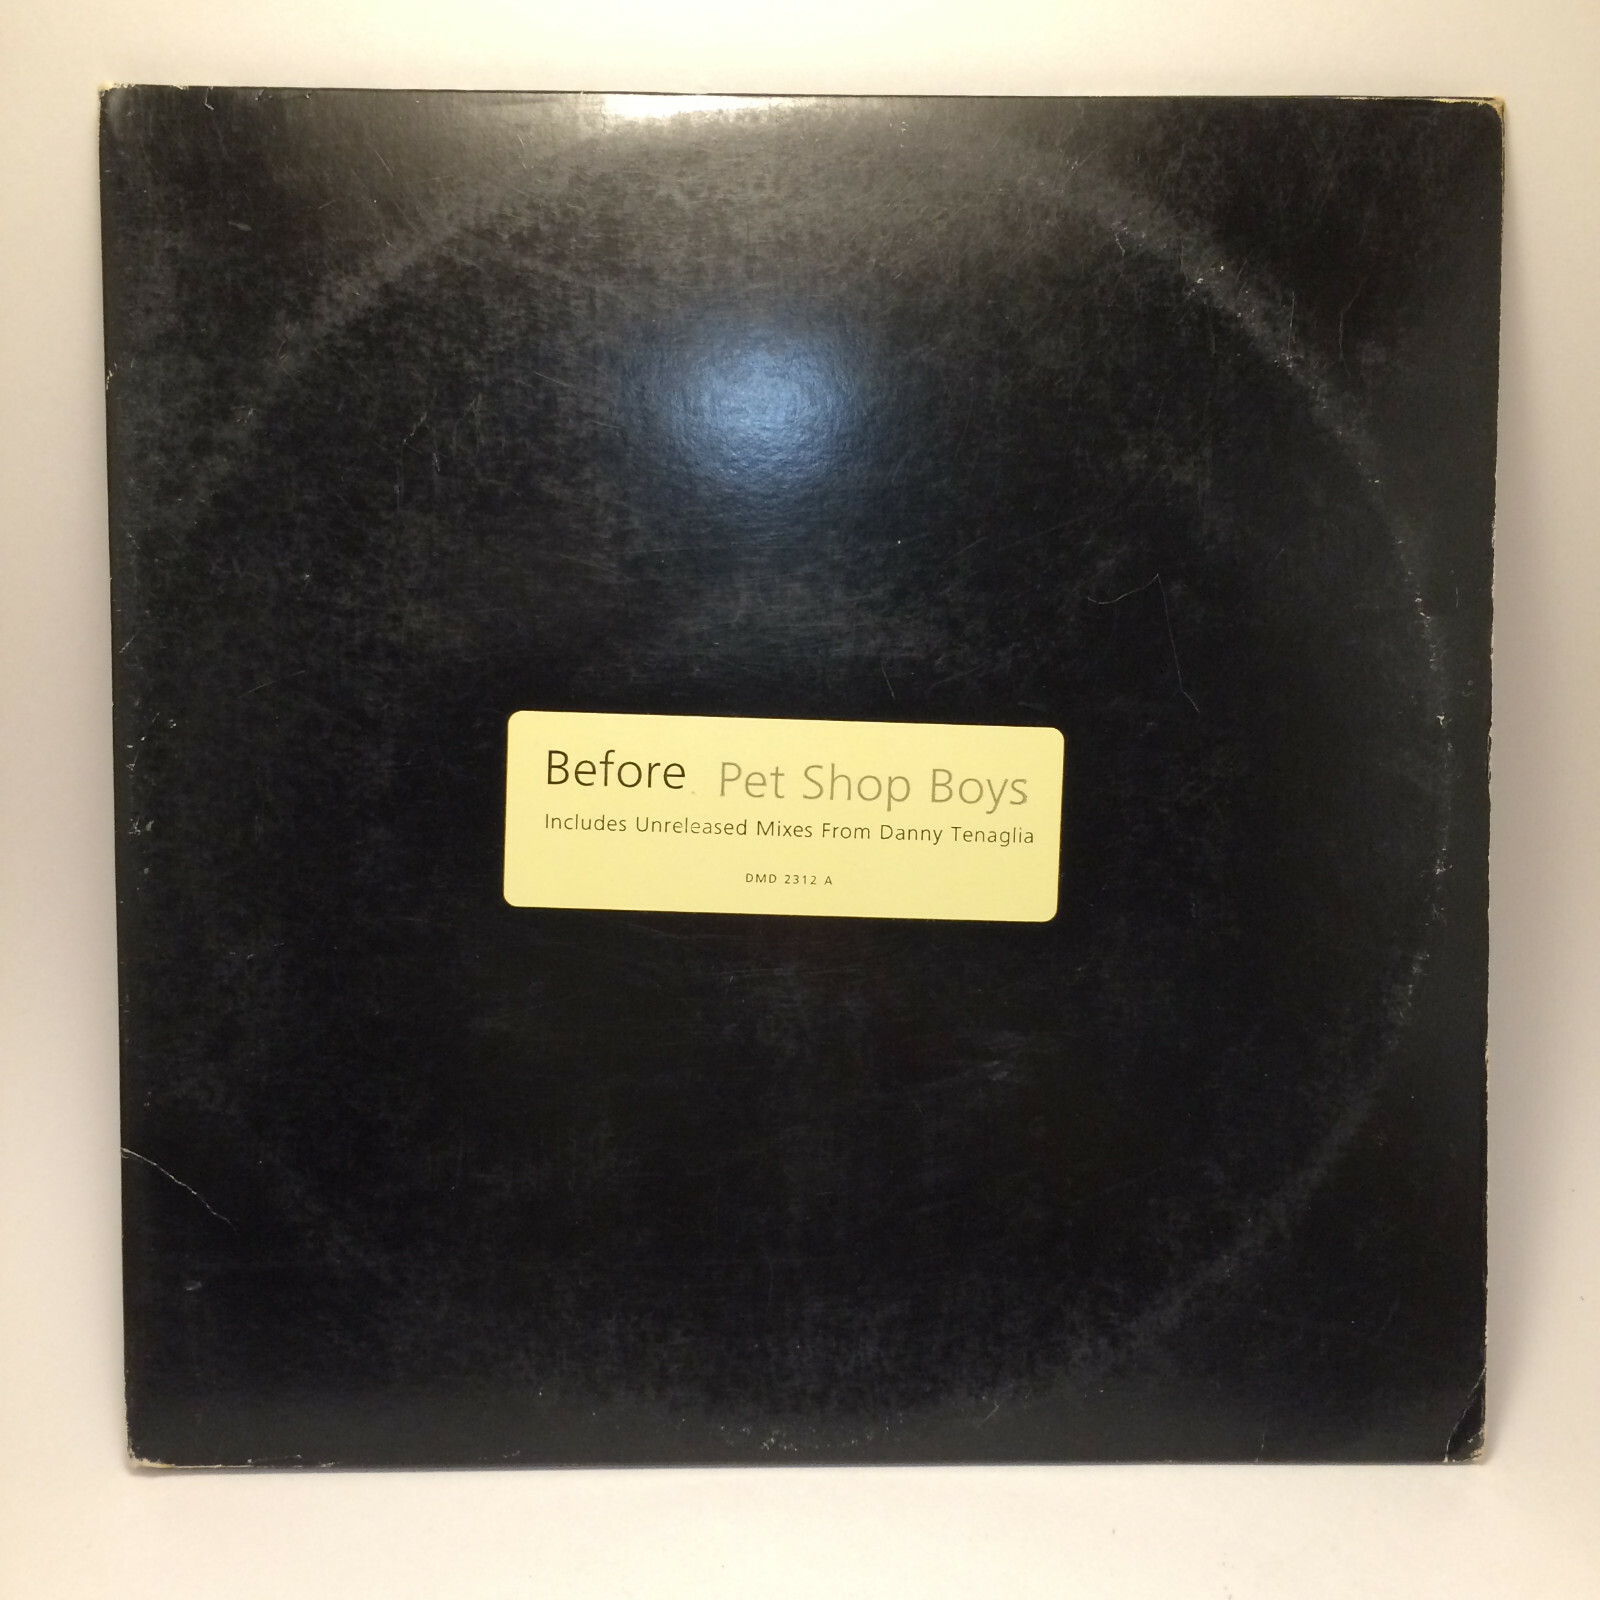 Before Pet Shop Boys
Includes Unreleased Mixes From Danny Tenaglia
DMD 2312 A